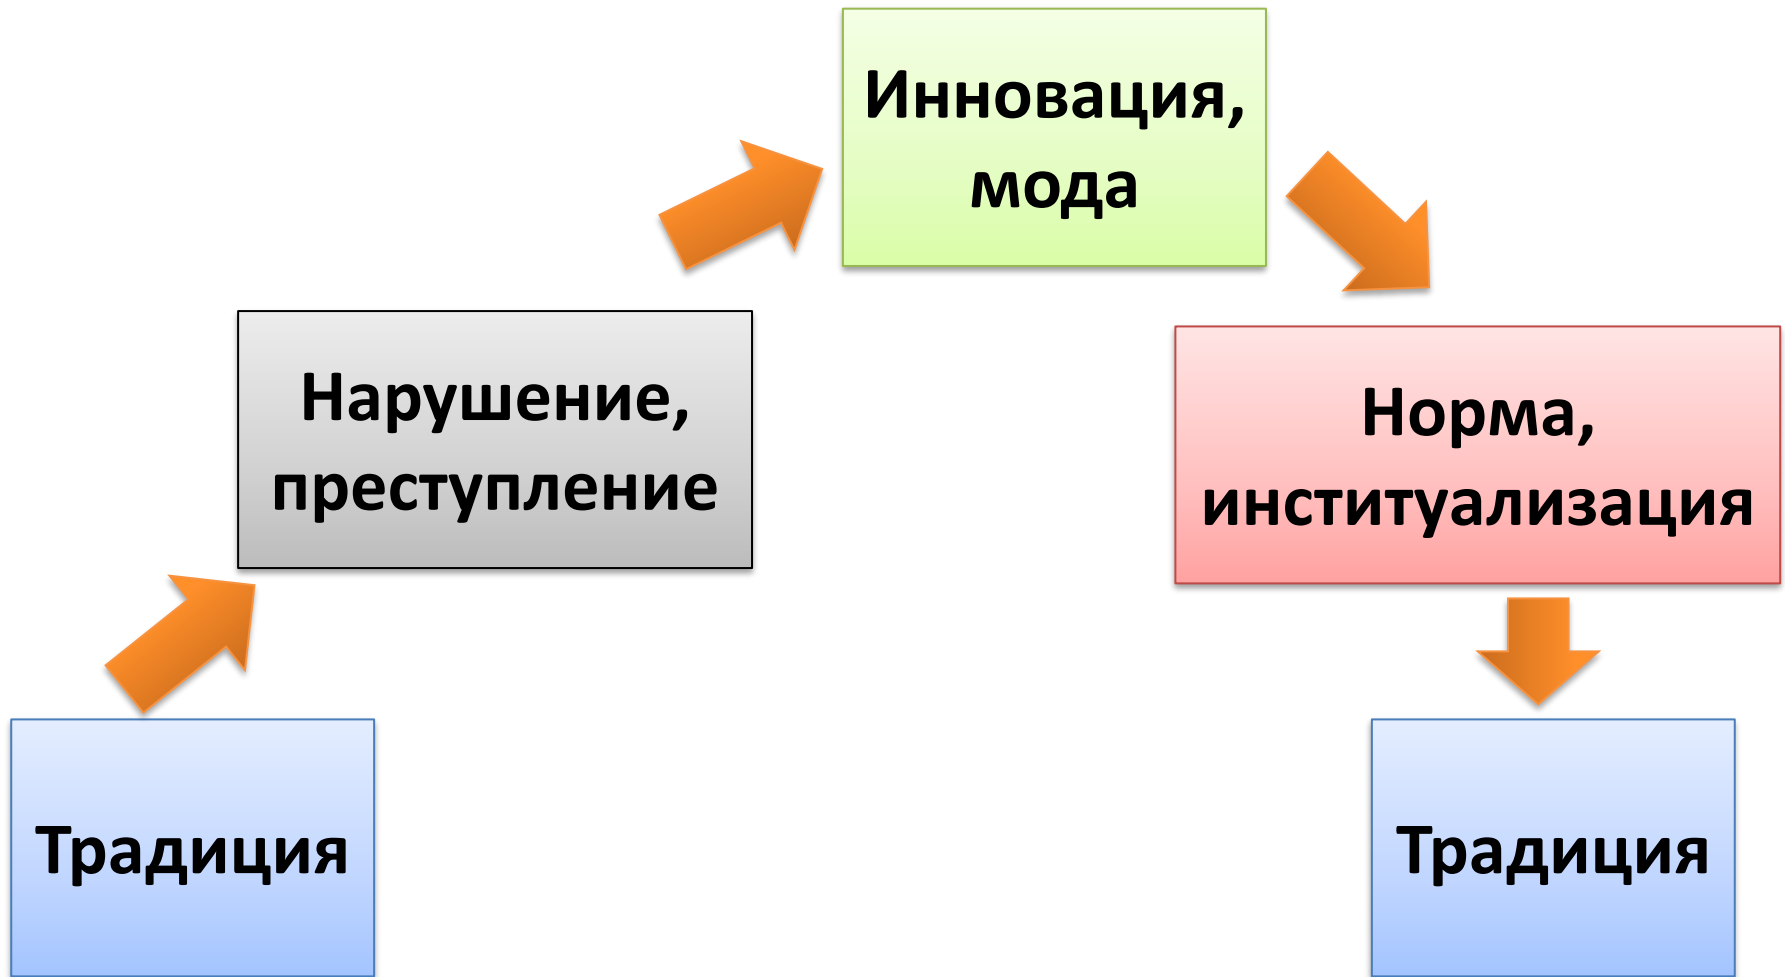 Инновация,
мода
Нарушение,
преступление
Норма,
институализация
Традиция
Традиция